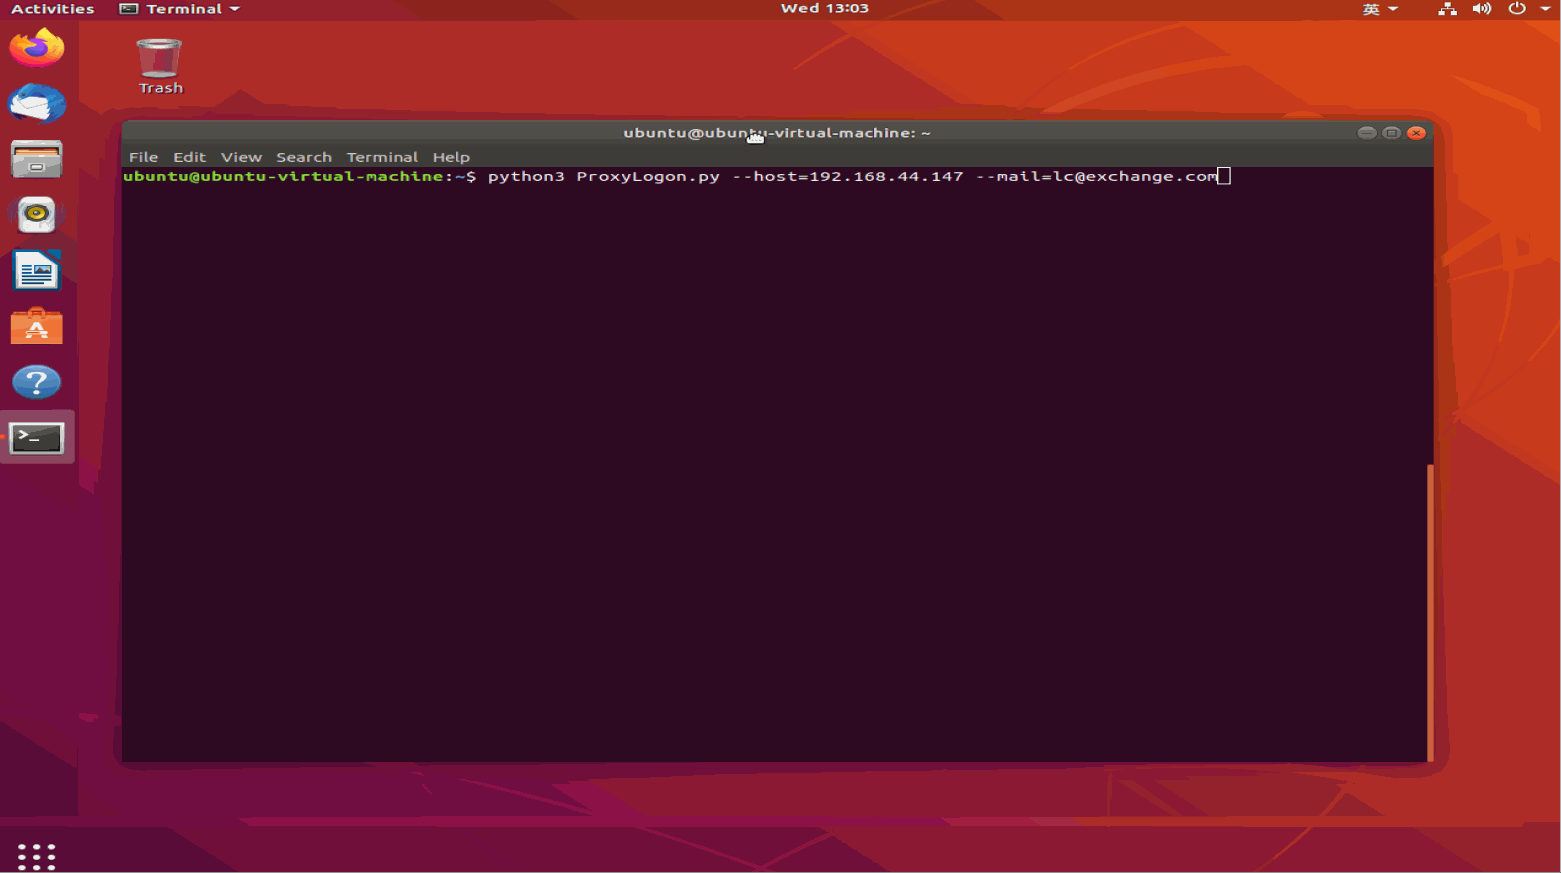 Activities Terminal Wed 13:03 英
Trash
ubuntu@ubuntu-virtual-machine: ~
File Edit View Search Terminal Help
ubuntu@ubuntu-virtual-machine:~$ python3 ProxyLogon.py --host=192.168.44.147 --mail=lc@exchange.com